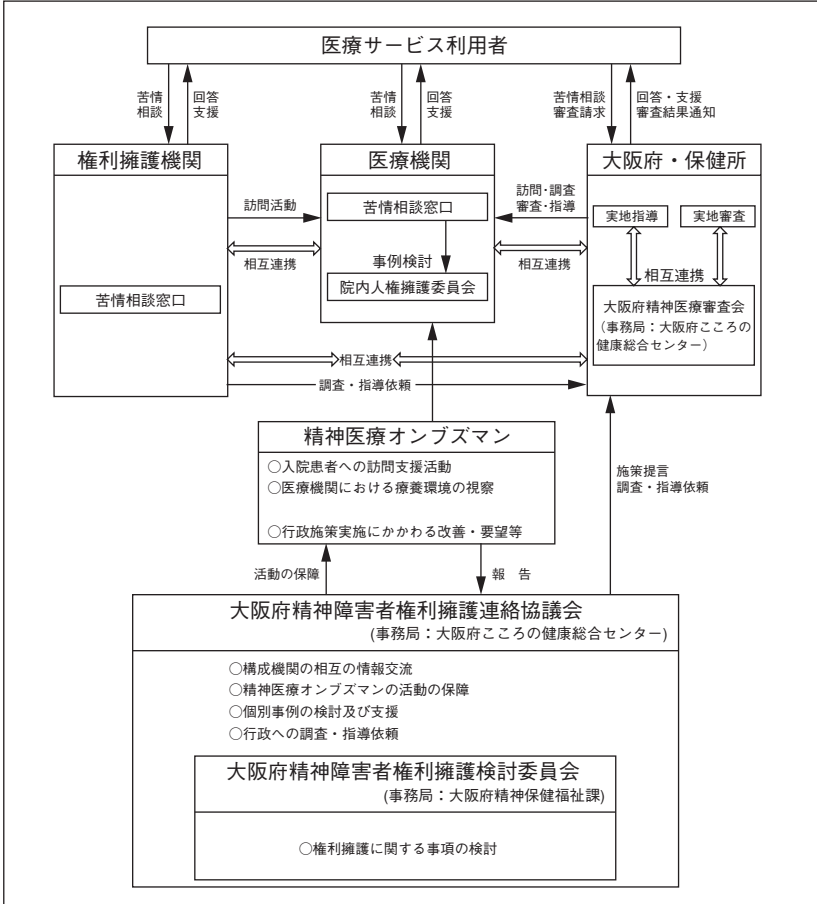 医療サービス利用者
苦情
相談
回答
支援
苦情
相談
回答
支援
苦情相談
審査請求
回答・支援
審査結果通知
権利擁護機関
医療機関
大阪府・保健所
訪問活動
苦情相談窓口
訪問・調査
審査・指導
実地指導
実地審査
相互連携
事例検討
相互連携
相互連携
苦情相談窓口
院内人権擁護委員会
大阪府精神医療審査会
(事務局：大阪府こころの
健康総合センター)
相互連携
調査・指導依頼
精神医療オンブズマン
○入院患者への訪問支援活動
○医療機関における療養環境の視察
○行政施策実施にかかわる改善・要望等
施策提言
調査・指導依頼
活動の保障
報　告
大阪府精神障害者権利擁護連絡協議会
(事務局：大阪府こころの健康総合センター)
○構成機関の相互の情報交流
○精神医療オンブズマンの活動の保障
○個別事例の検討及び支援
○行政への調査・指導依頼
大阪府精神障害者権利擁護検討委員会
(事務局：大阪府精神保健福祉課)
○権利擁護に関する事項の検討